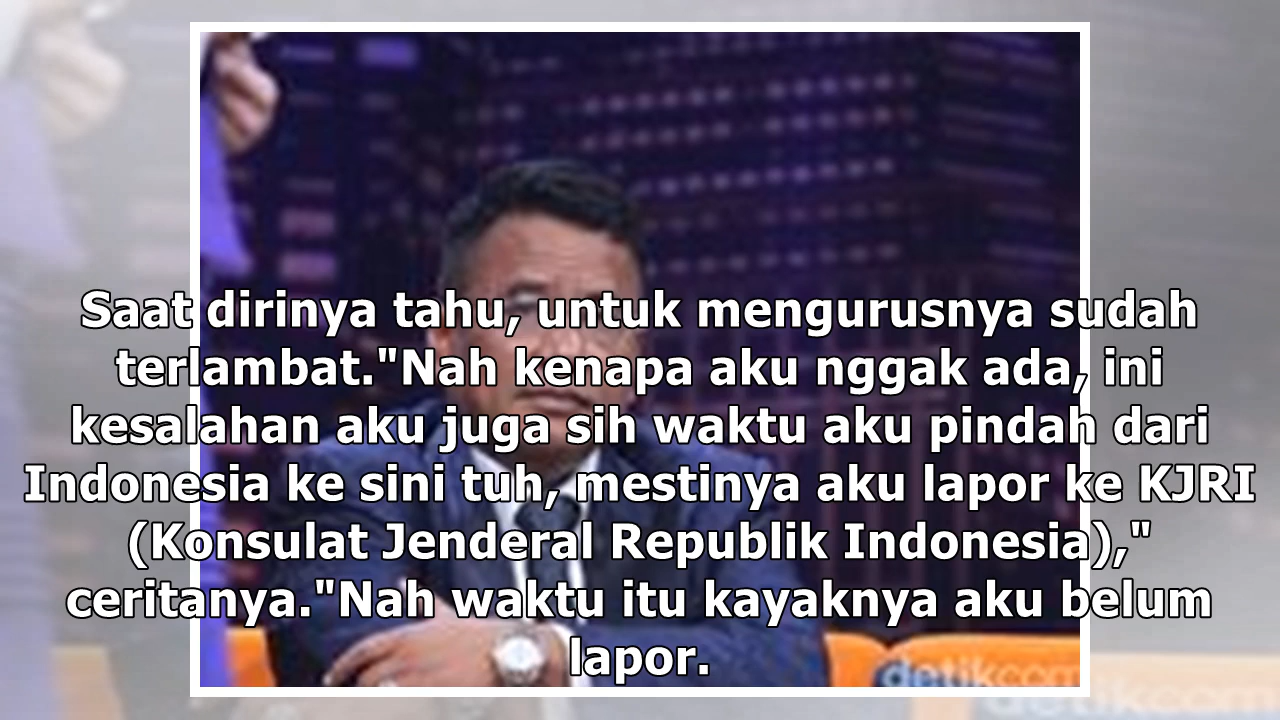 Saat dirinya tahu, untuk mengurusnya sudah
terlambat."Nah kenapa aku nggak ada, ini
kesalahan aku juga sih waktu aku pindah dari
Indonesia ke sini tuh, mestinya aku lapor ke KJRI
(Konsulat Jenderal Republik Indonesia),"
ceritanya."Nah waktu itu kayaknya aku belum
lapor.
detikcom
detikcom